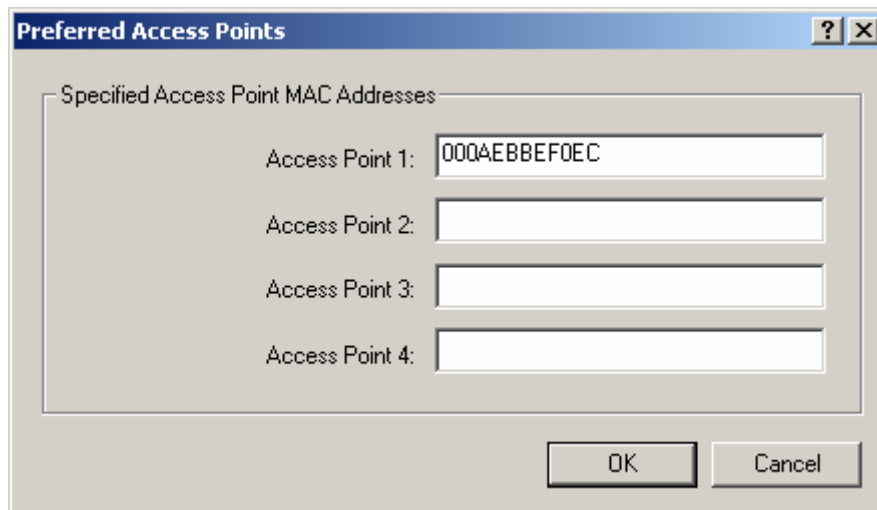 Preferred Access Points
Specified Access Point MAC Addresses
Access Point 1: 000AEBBEF0EC
Access Point 2:
Access Point 3:
Access Point 4:
OK Cancel